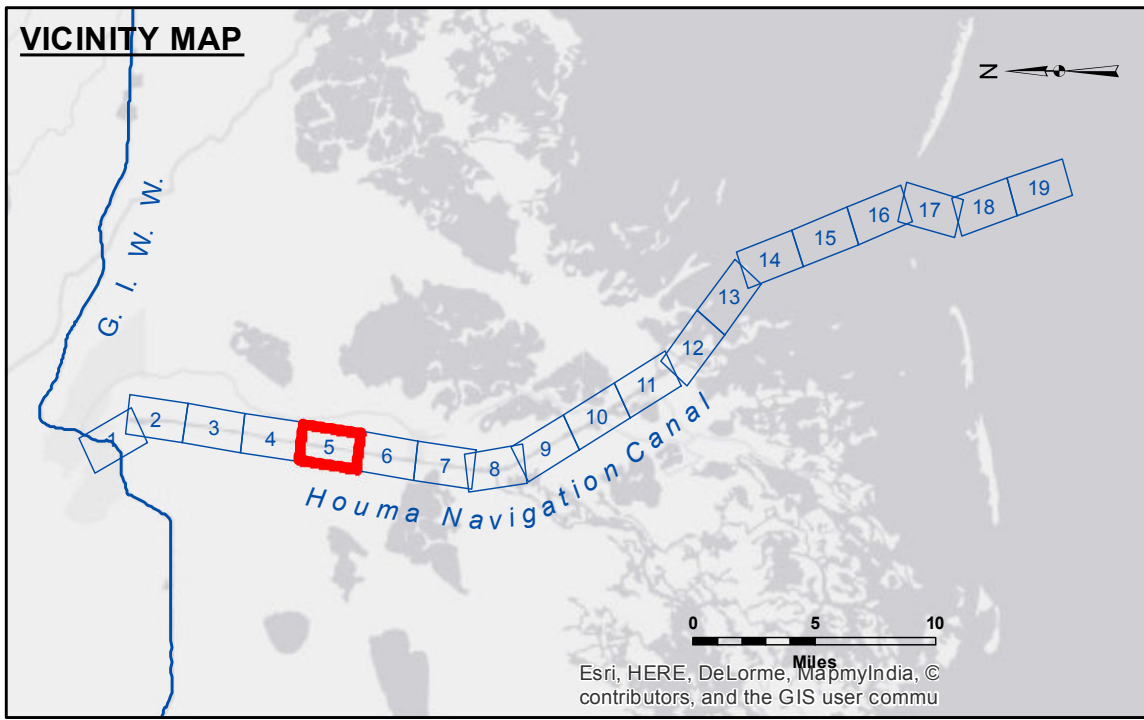 VICINITY MAP
N
G. I. W. W.
1
2
3
4
5
6
7
8
9
10
11
12
13
14
15
16
17
18
19
Houma Navigation Canal
0 5 10
Miles
Esri, HERE, DeLorme, MapmyIndia, ©
contributors, and the GIS user commu